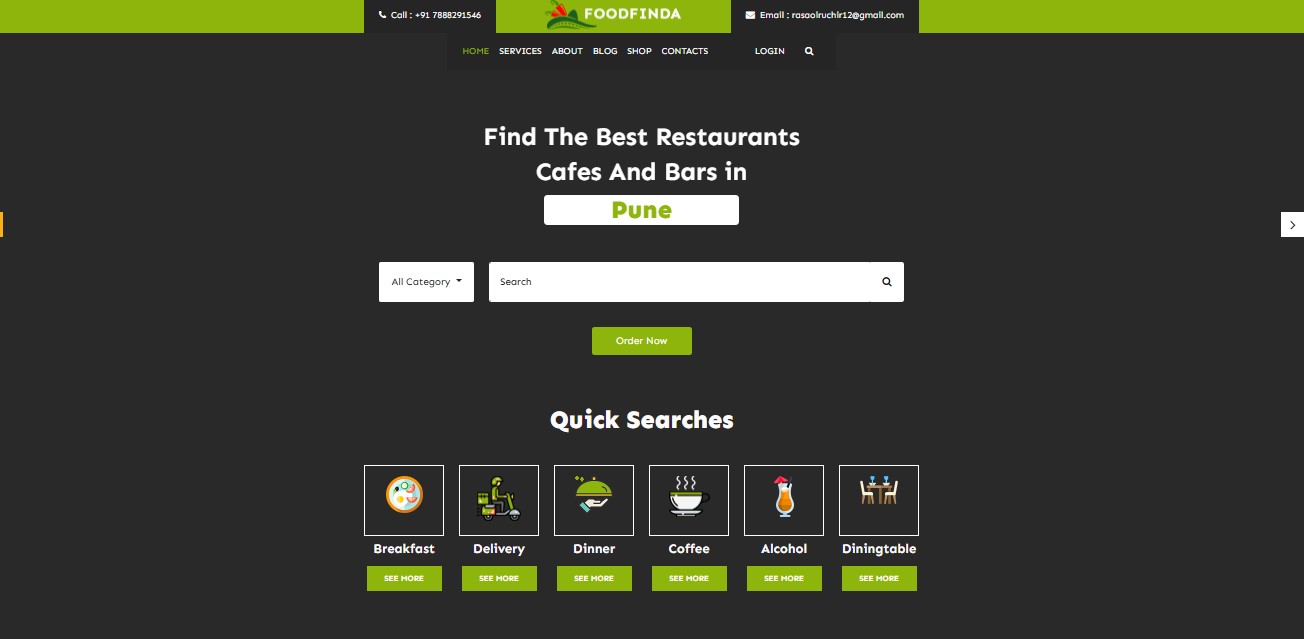 Call : +91 7888291546
FOODFINDA
Email : rasaolruchir12@gmail.com
HOME SERVICES ABOUT BLOG SHOP CONTACTS LOGIN
Find The Best Restaurants
Cafes And Bars in
Pune
All Category
Search
Order Now
Quick Searches
Breakfast Delivery Dinner Coffee Alcohol Diningtable
SEE MORE SEE MORE SEE MORE SEE MORE SEE MORE SEE MORE